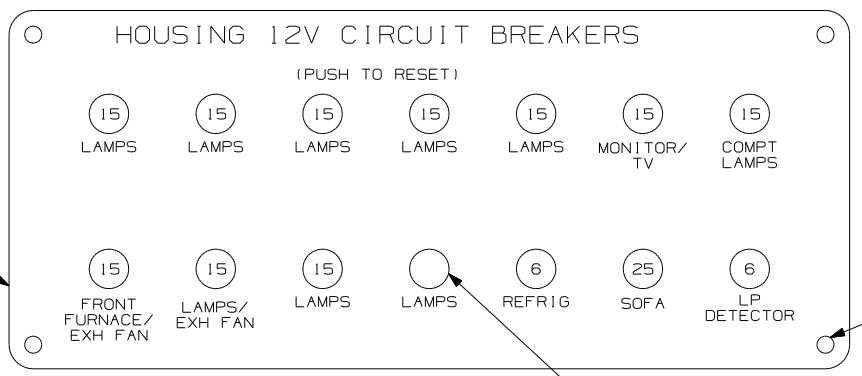 HOUSING 12V CIRCUIT BREAKERS
(PUSH TO RESET)
15 15 15 15 15 15 15
LAMPS LAMPS LAMPS LAMPS LAMPS MONITOR/ COMPT
TV LAMPS
15 15 15 6 25 6
FRONT LAMPS/ LAMPS LAMPS REFRIG SOFA LP
FURNACE/ EXH FAN DETECTOR
EXH FAN